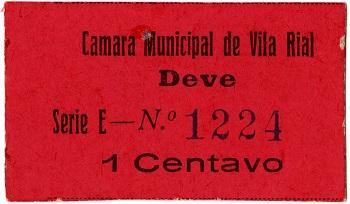 Camara Municipal de Vila Rial
Deve
Serie E — N.º 1224
1 Centavo